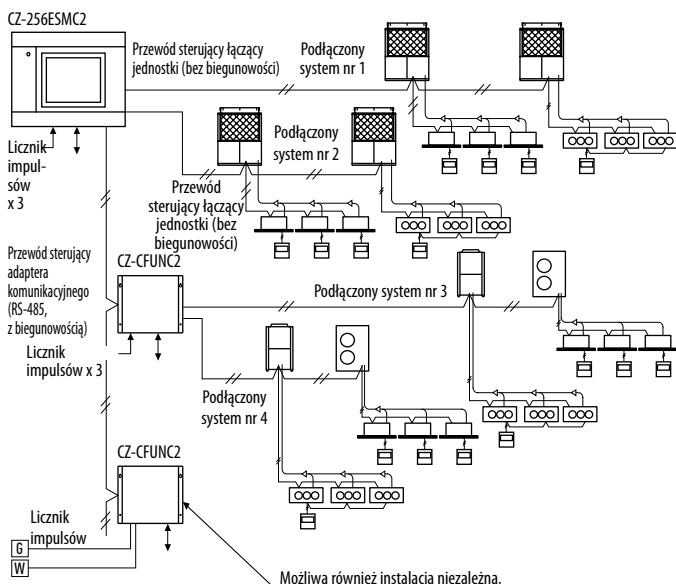 CZ-256ESMC2
Przewód sterujący łączący
jednostki (bez biegunowości)
Podłączony
system nr 1
Licznik
impul-
sów
x 3
Podłączony
system nr 2
Przewód
sterujący łączący
jednostki (bez
biegunowości)
Przewód sterujący
adaptera
komunikacyjnego
(RS-485,
z biegunowością)
CZ-CFUNC2
Podłączony system nr 3
Licznik
impulsów x 3
Podłączony
system nr 4
CZ-CFUNC2
Licznik
impulsów
G
W
Możliwa również instalacja niezależna.